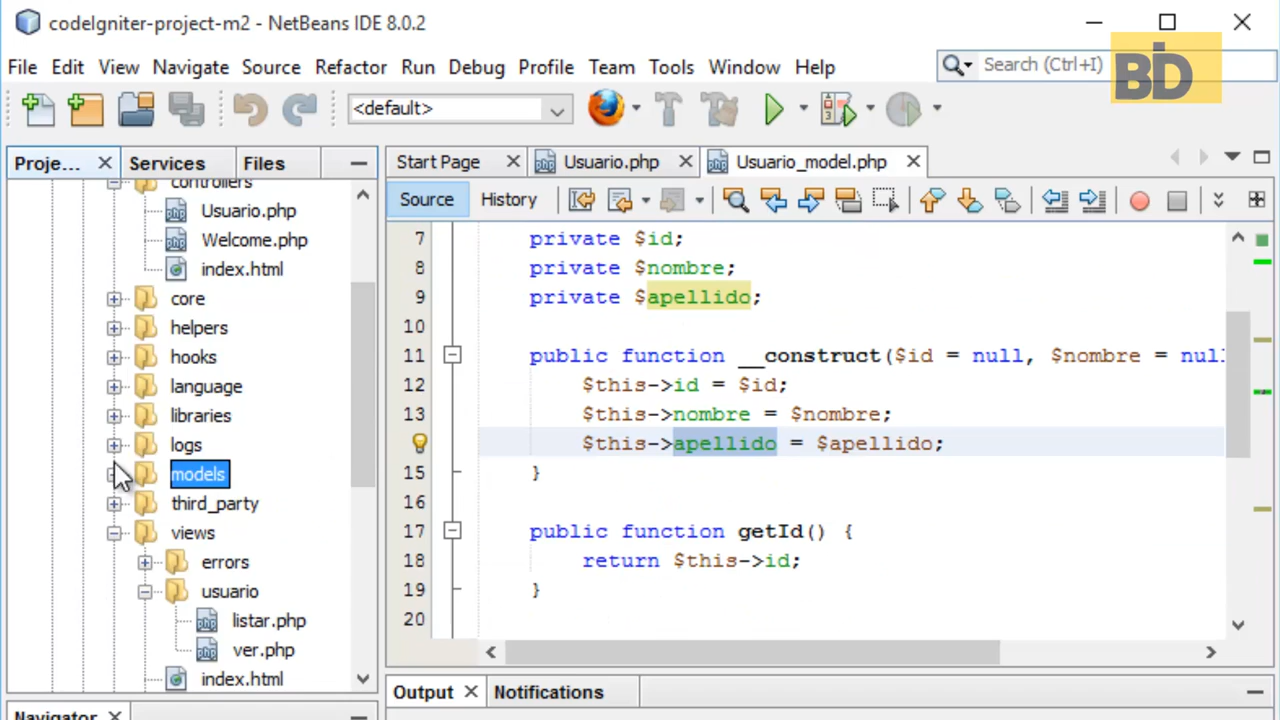 codeIgniter-project-m2 - NetBeans IDE 8.0.2
File Edit View Navigate Source Refactor Run Debug Profile Team Tools Window Help
Search (Ctrl+I)
BD
<default>
Proje...
Services
Files
controllers
Usuario.php
Welcome.php
index.html
core
helpers
hooks
language
libraries
logs
models
third_party
views
errors
usuario
listar.php
ver.php
index.html
Navigator
Start Page
Usuario.php
Usuario_model.php
Source
History
7 private $id;
8 private $nombre;
9 private $apellido;
10
11 public function __construct($id = null, $nombre = nul
12 $this->id = $id;
13 $this->nombre = $nombre;
$this->apellido = $apellido;
15 }
16
17 public function getId() {
18 return $this->id;
19 }
20
Output
Notifications